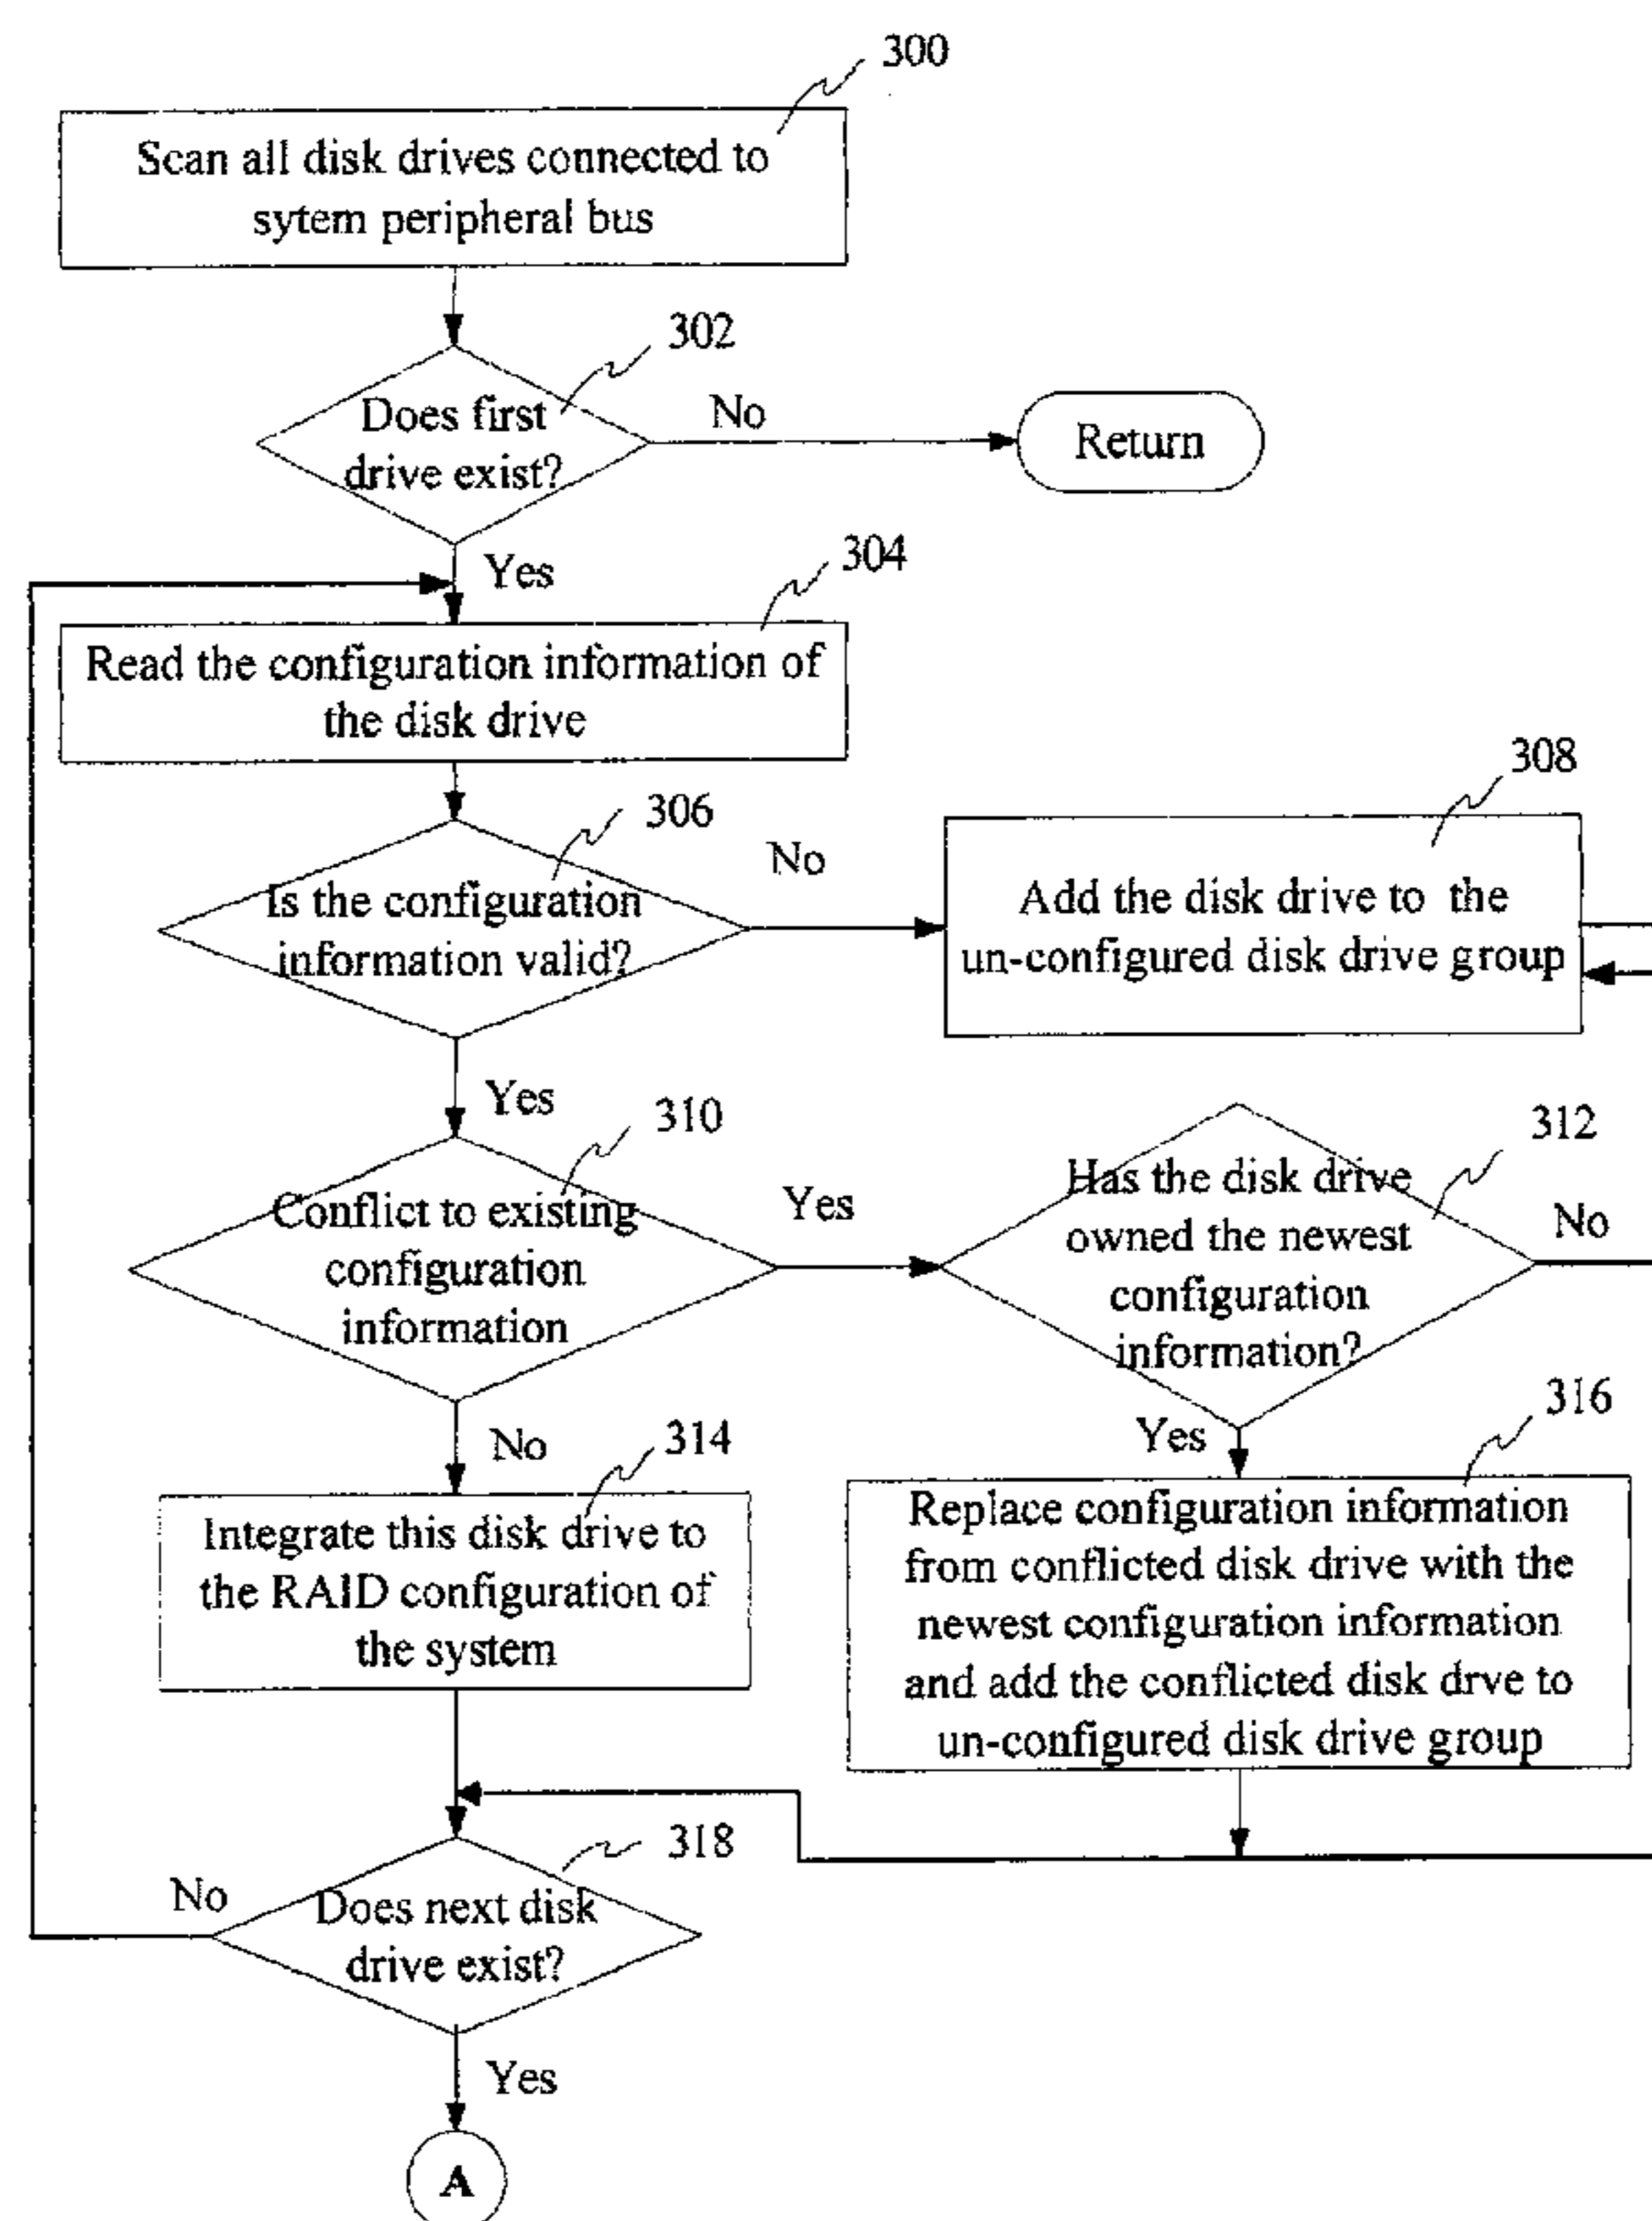 300
Scan all disk drives connected to
sytem peripheral bus
302
Does first
drive exist?
No
Return
Yes
304
Read the configuration information of
the disk drive
306
Is the configuration
information valid?
No
308
Add the disk drive to the
un-configured disk drive group
Yes
310
Conflict to existing
configuration
information
Yes
312
Has the disk drive
owned the newest
configuration
information?
No
No
314
Integrate this disk drive to
the RAID configuration of
the system
Yes
316
Replace configuration information
from conflicted disk drive with the
newest configuration information
and add the conflicted disk drve to
un-configured disk drive group
318
No
Does next disk
drive exist?
Yes
A